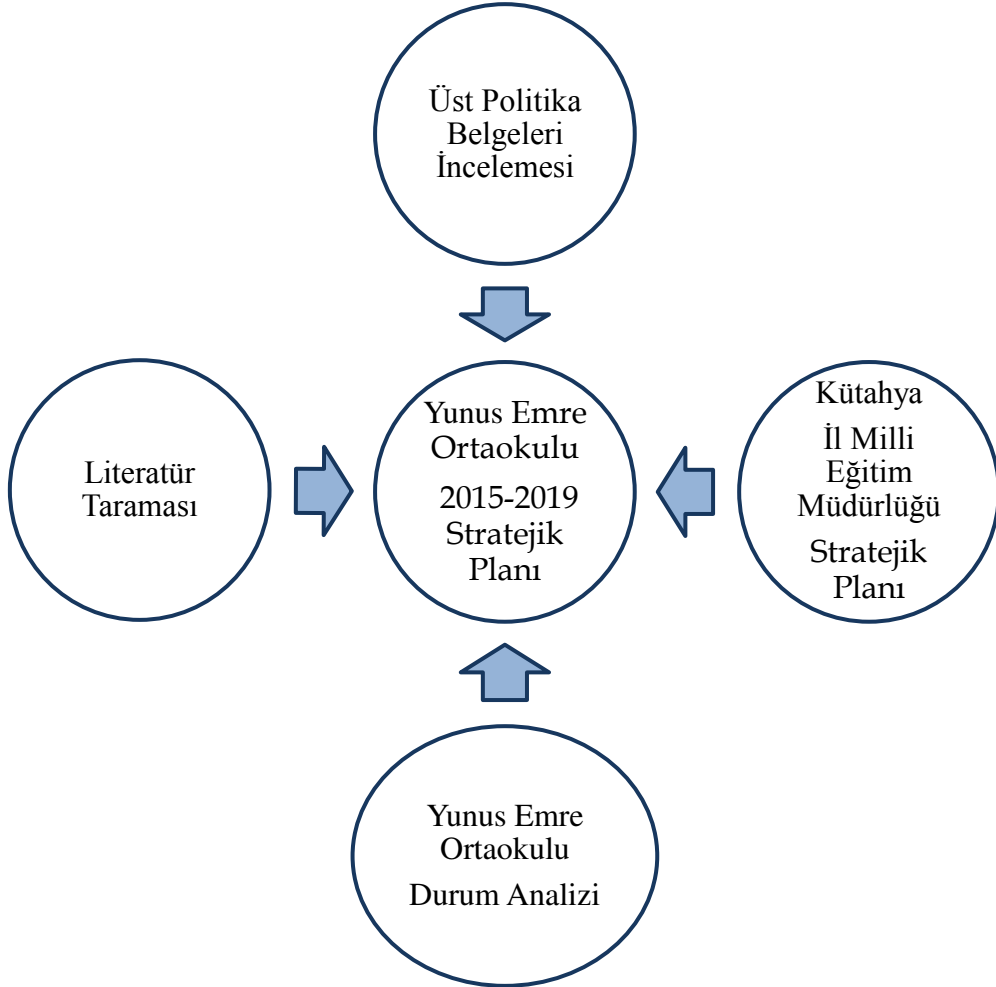 Üst Politika
Belgeleri
İncelemesi
Literatür
Taraması
Yunus Emre
Ortaokulu
2015-2019
Stratejik
Planı
Kütahya
İl Milli
Eğitim
Müdürlüğü
Stratejik
Planı
Yunus Emre
Ortaokulu
Durum Analizi